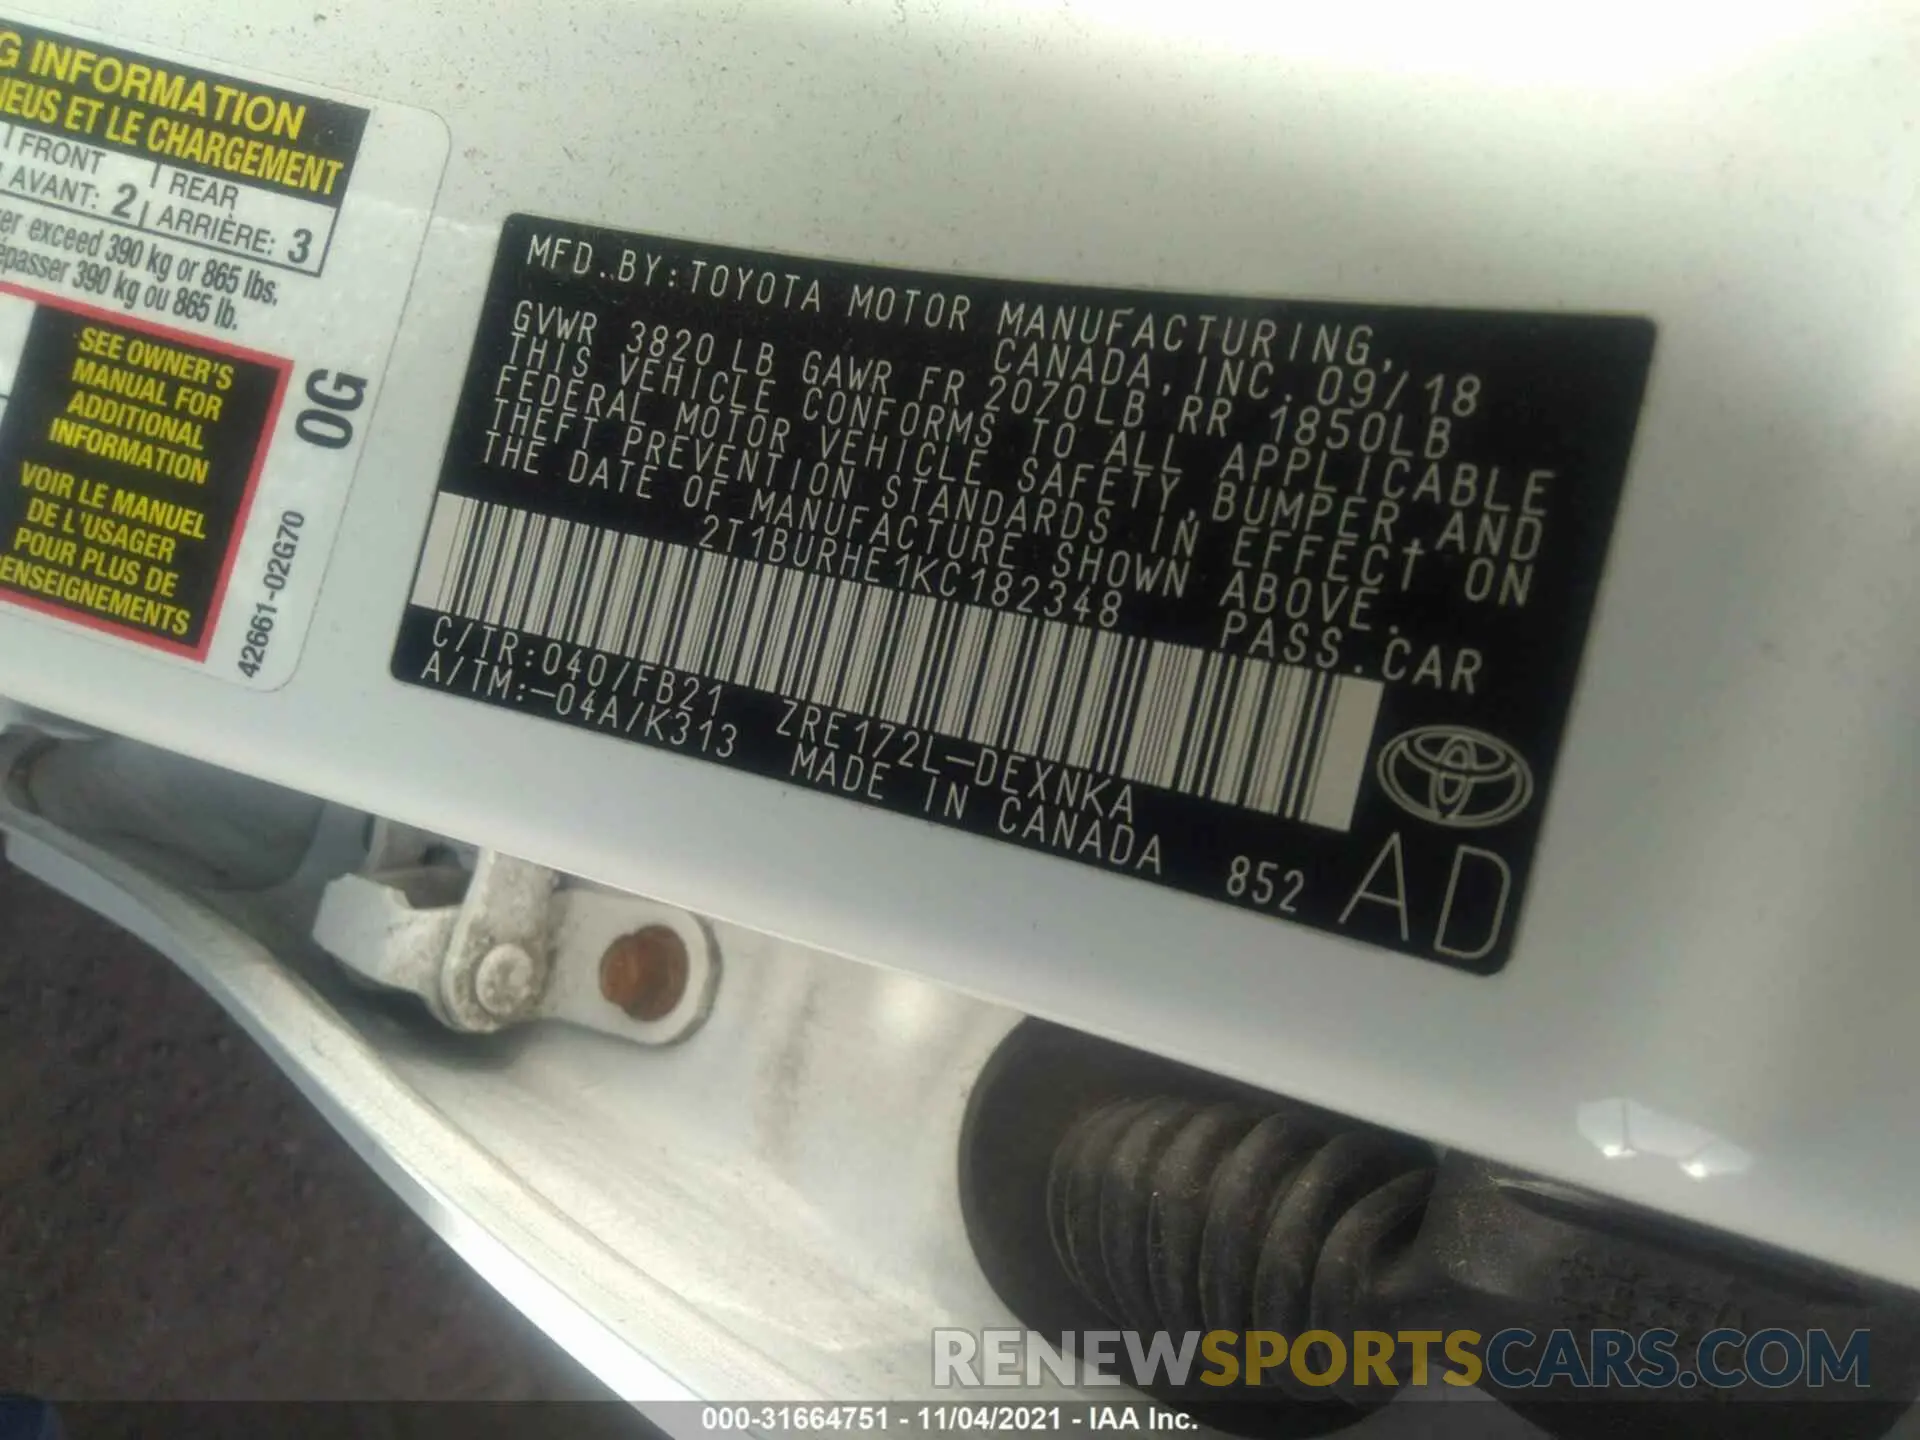 G INFORMATION
NEUS ET LE CHARGEMENT
FRONT
REAR
AVANT: 2
ARRIÈRE: 3
er exceed 390 kg or 865 lbs.
épasser 390 kg ou 865 lb.
SEE OWNER'S
MANUAL FOR
ADDITIONAL
INFORMATION
VOIR LE MANUEL
DE L'USAGER
POUR PLUS DE
ENSEIGNEMENTS
0G
42661-02G70
MFD. BY:TOYOTA MOTOR MANUFACTURING,
CANADA, INC. 09/18
GVWR 3820LB GAWR FR 2070LB RR 1850LB
THIS VEHICLE CONFORMS TO ALL APPLICABLE
FEDERAL MOTOR VEHICLE SAFETY, BUMPER, AND
THEFT PREVENTION STANDARDS IN EFFECT ON
THE DATE OF MANUFACTURE SHOWN ABOVE.
2T1BURHE1KC182348 PASS.CAR
C/TR:040/FB21 ZRE172L-DEXNKA
A/TM:-04A/K313 MADE IN CANADA 852
AD
RENEWSPORTSCARS.COM
000-31664751 - 11/04/2021 - IAA Inc.